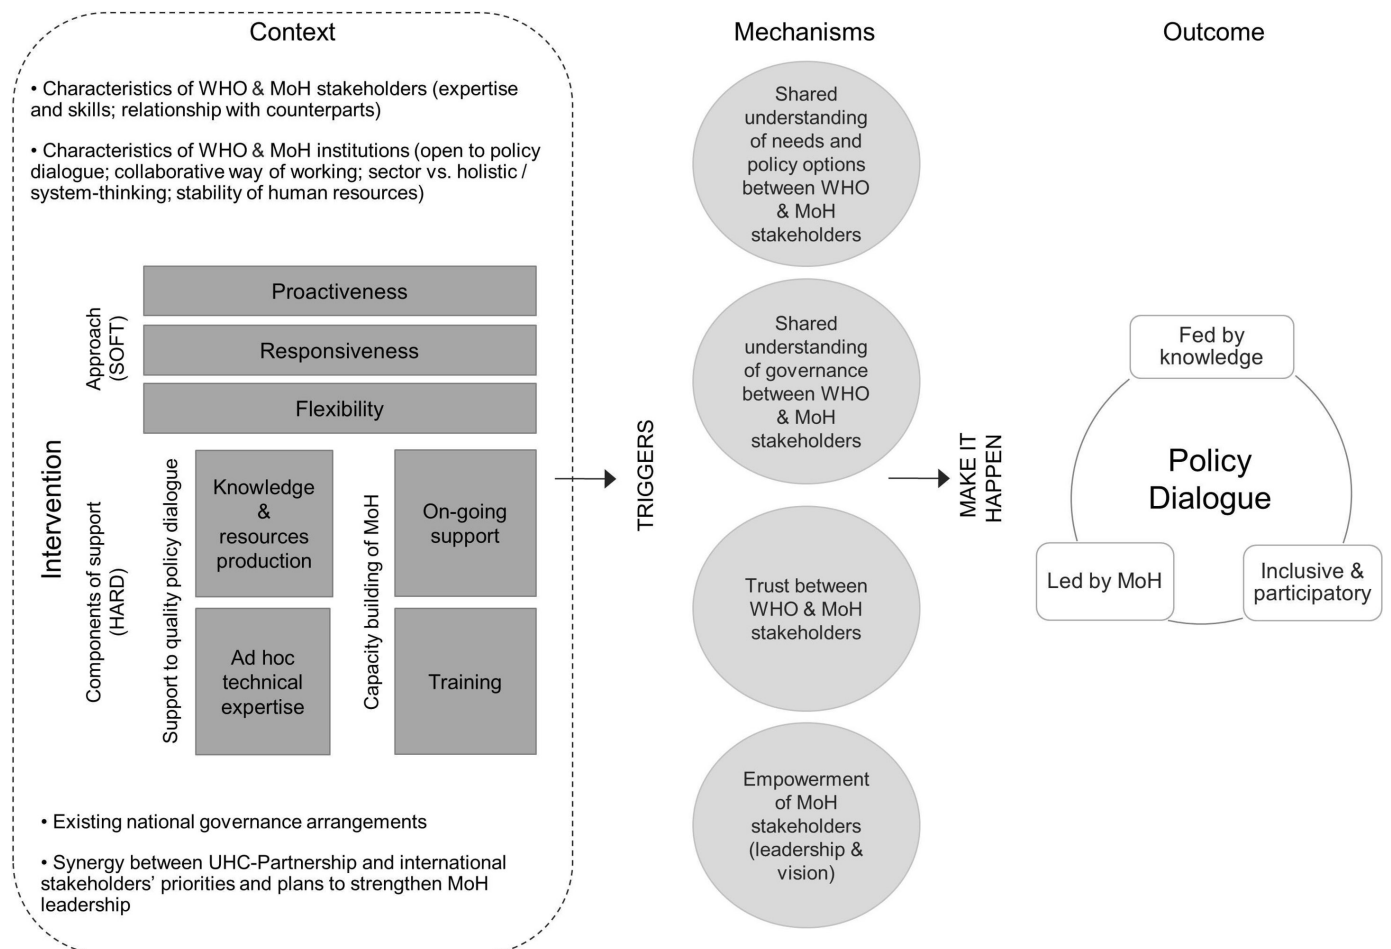 Context
• Characteristics of WHO & MoH stakeholders (expertise
and skills; relationship with counterparts)
• Characteristics of WHO & MoH institutions (open to policy
dialogue; collaborative way of working; sector vs. holistic /
system-thinking; stability of human resources)
Intervention
Approach
(SOFT)
Proactiveness
Responsiveness
Flexibility
Components of support
(HARD)
Support to quality policy dialogue
Knowledge
&
resources
production
Ad hoc
technical
expertise
Capacity building of MoH
On-going
support
Training
• Existing national governance arrangements
• Synergy between UHC-Partnership and international
stakeholders’ priorities and plans to strengthen MoH
leadership
TRIGGERS
Mechanisms
Shared
understanding
of needs and
policy options
between WHO
& MoH
stakeholders
Shared
understanding
of governance
between WHO
& MoH
stakeholders
Trust between
WHO & MoH
stakeholders
Empowerment
of MoH
stakeholders
(leadership &
vision)
MAKE IT
HAPPEN
Outcome
Fed by
knowledge
Policy
Dialogue
Led by MoH
Inclusive &
participatory